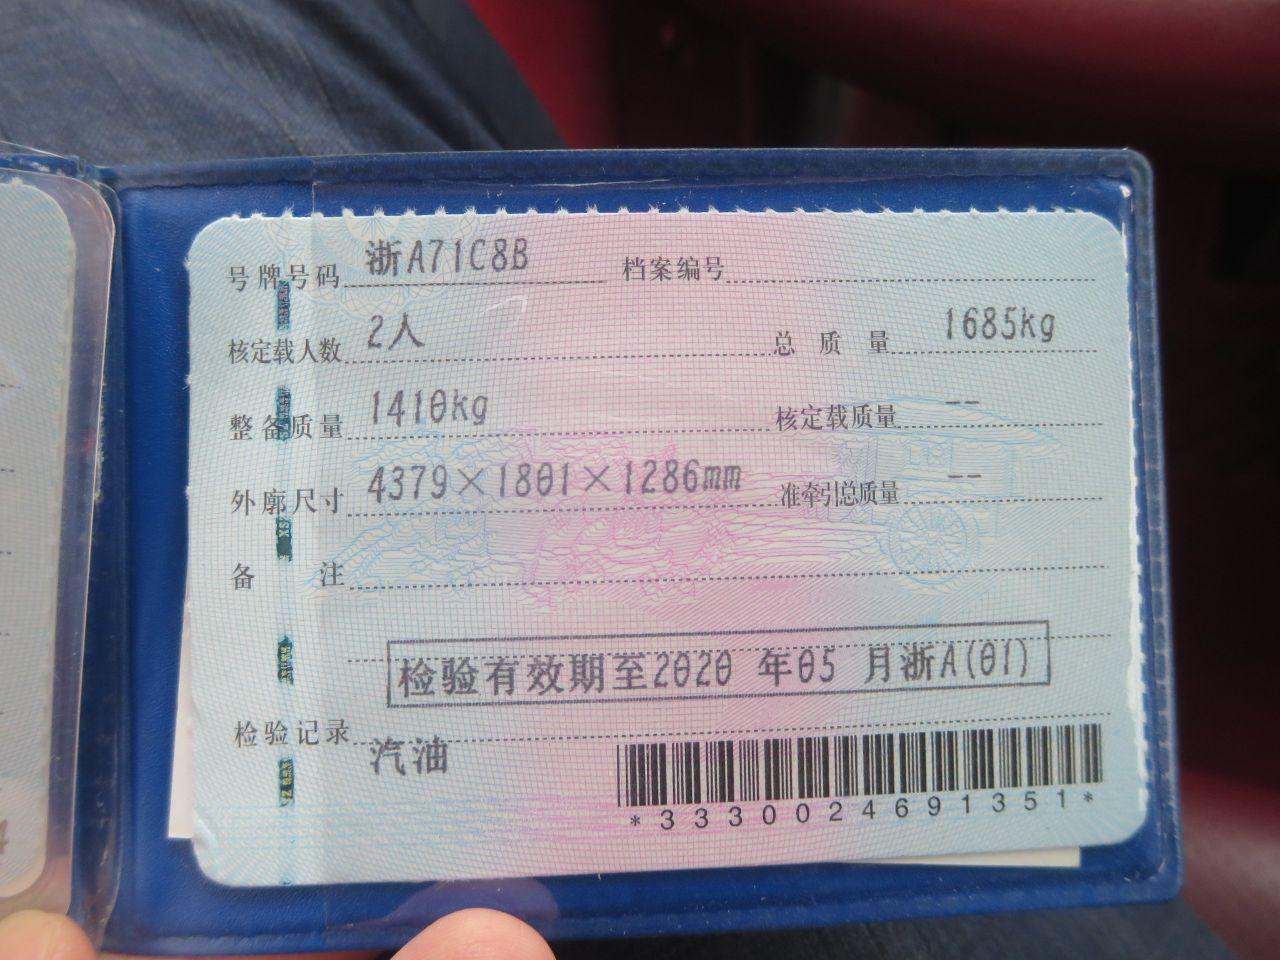 号牌号码 浙A71C8B 档案编号
核定载人数 2人 总质量 1685kg
整备质量 1410kg 核定载质量 --
外廓尺寸 4379×1801×1286mm 准牵引总质量 --
备注
检验有效期至2020 年05 月浙A(01)
检验记录 汽油
*3330024691351*